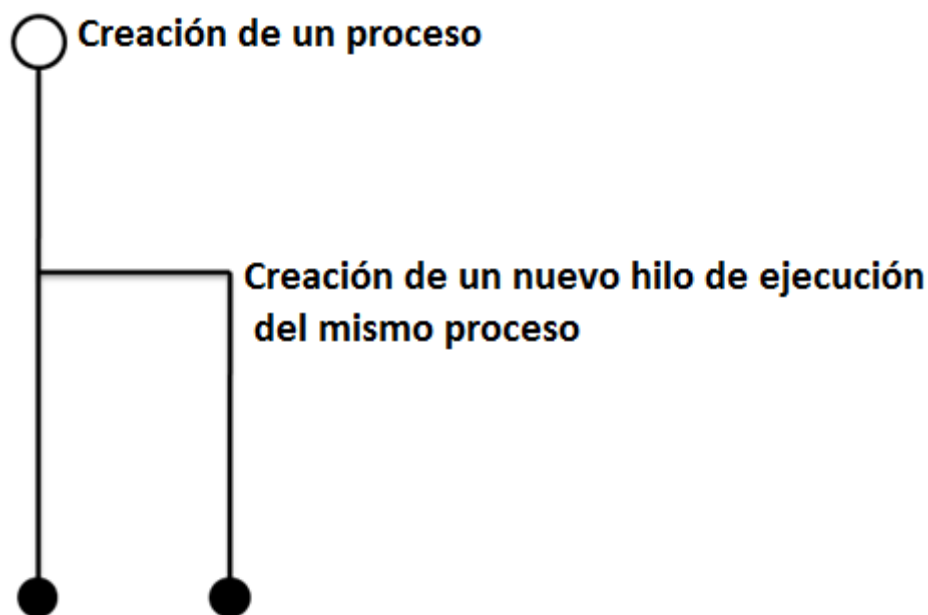 Creación de un proceso
Creación de un nuevo hilo de ejecución
del mismo proceso